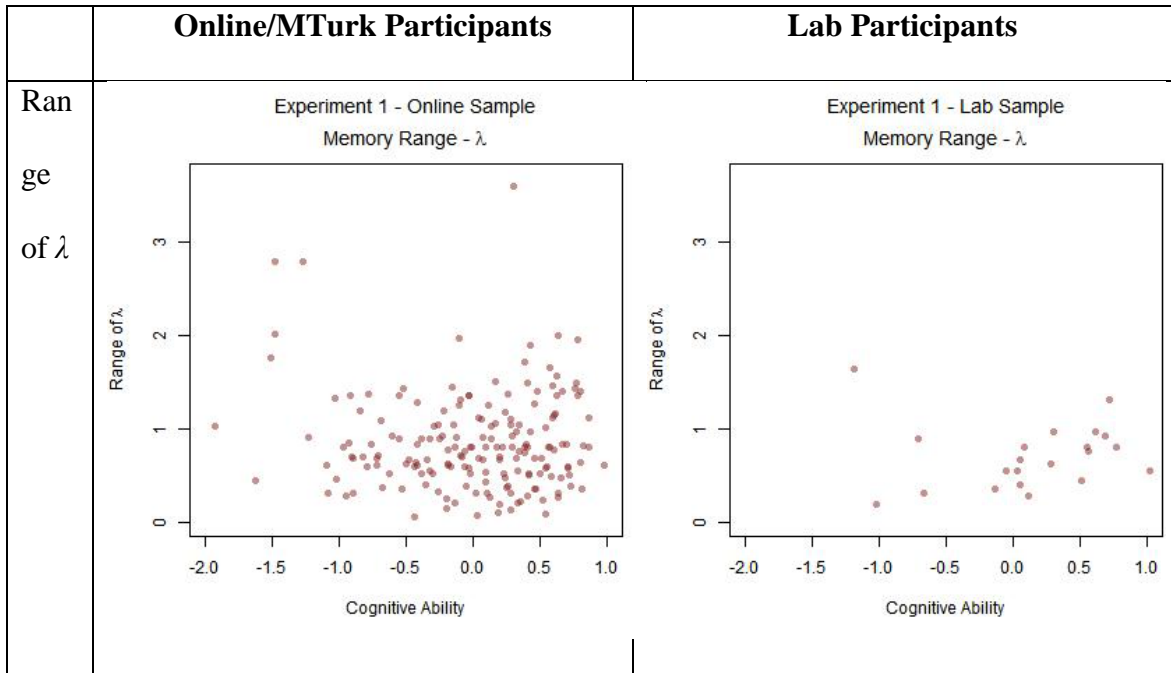 Online/MTurk Participants
Lab Participants
Ran
ge
of λ
Experiment 1 - Online Sample
Memory Range - λ
3
2
1
0
Range of λ
-2.0 -1.5 -1.0 -0.5 0.0 0.5 1.0
Cognitive Ability
Experiment 1 - Lab Sample
Memory Range - λ
3
2
1
0
Range of λ
-2.0 -1.5 -1.0 -0.5 0.0 0.5 1.0
Cognitive Ability